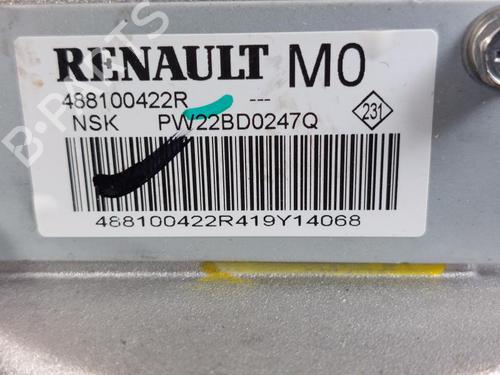 RENAULT M0
488100422R ---
NSK PW22BD0247Q
231
488100422R419Y14068
B-PARTS